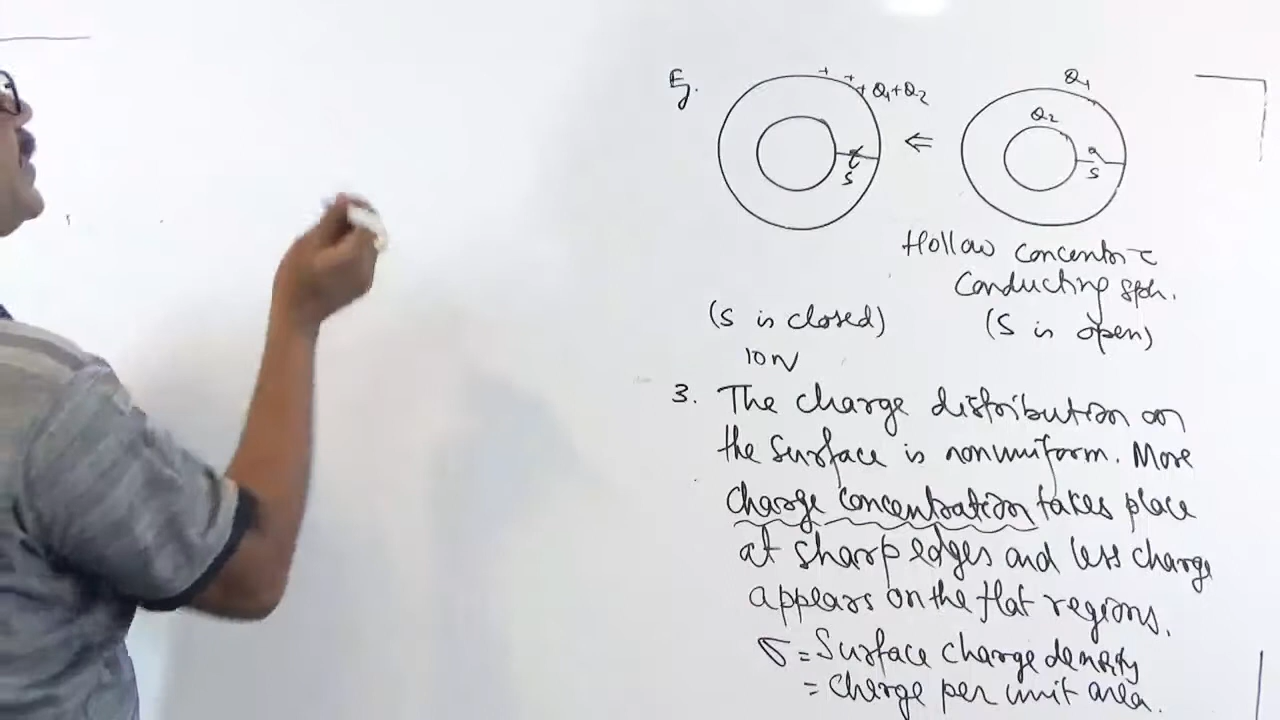 Eg.
+ + + Q1+Q2
S
⇐
Q1
Q2
S
Hollow concentric
Conducting sph.
(S is closed)
(S is open)
3. The charge distribution on
the surface is nonuniform. More
charge concentration takes place
at sharp edges and less charge
appears on the flat regions.
σ = Surface charge density
= charge per unit area.